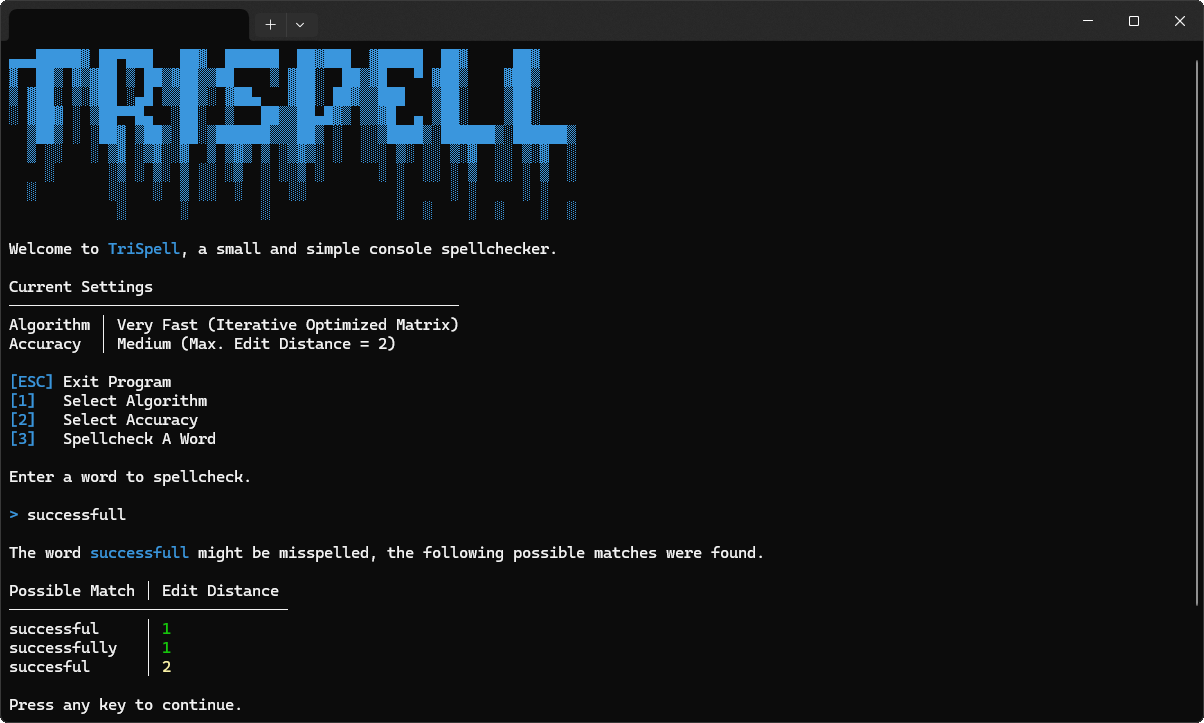 TRISPELL
Welcome to TriSpell, a small and simple console spellchecker.
Current Settings
Algorithm │ Very Fast (Iterative Optimized Matrix)
Accuracy │ Medium (Max. Edit Distance = 2)
[ESC] Exit Program
[1] Select Algorithm
[2] Select Accuracy
[3] Spellcheck A Word
Enter a word to spellcheck.
> successfull
The word successfull might be misspelled, the following possible matches were found.
Possible Match │ Edit Distance
successful │ 1
successfully │ 1
succesful │ 2
Press any key to continue.